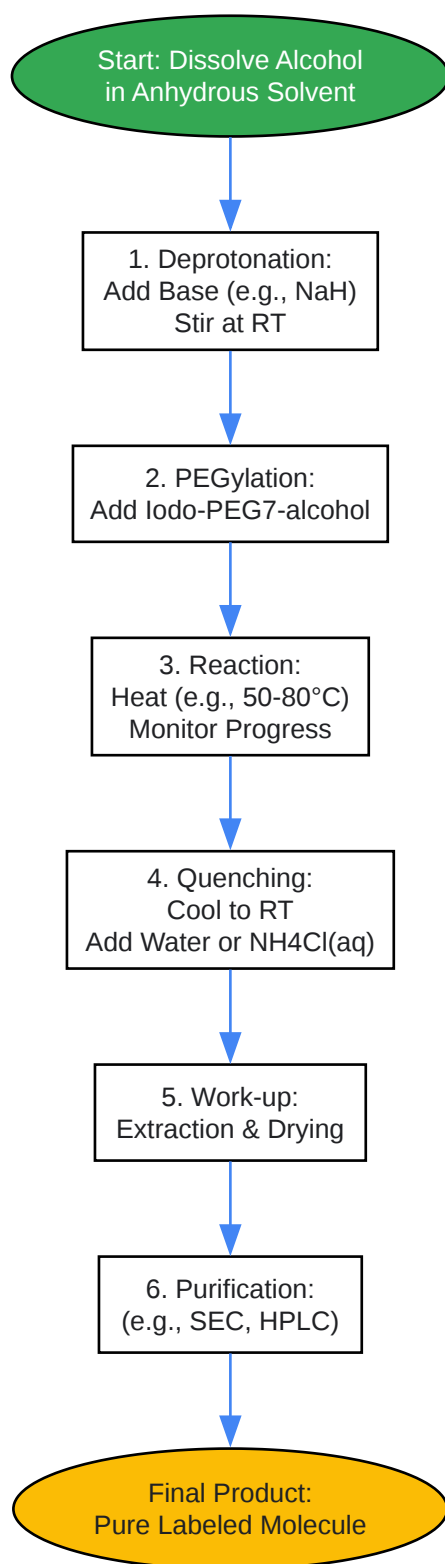 Start: Dissolve Alcohol
in Anhydrous Solvent
1. Deprotonation:
Add Base (e.g., NaH)
Stir at RT
2. PEGylation:
Add Iodo-PEG7-alcohol
3. Reaction:
Heat (e.g., 50-80°C)
Monitor Progress
4. Quenching:
Cool to RT
Add Water or NH4Cl(aq)
5. Work-up:
Extraction & Drying
6. Purification:
(e.g., SEC, HPLC)
Final Product:
Pure Labeled Molecule